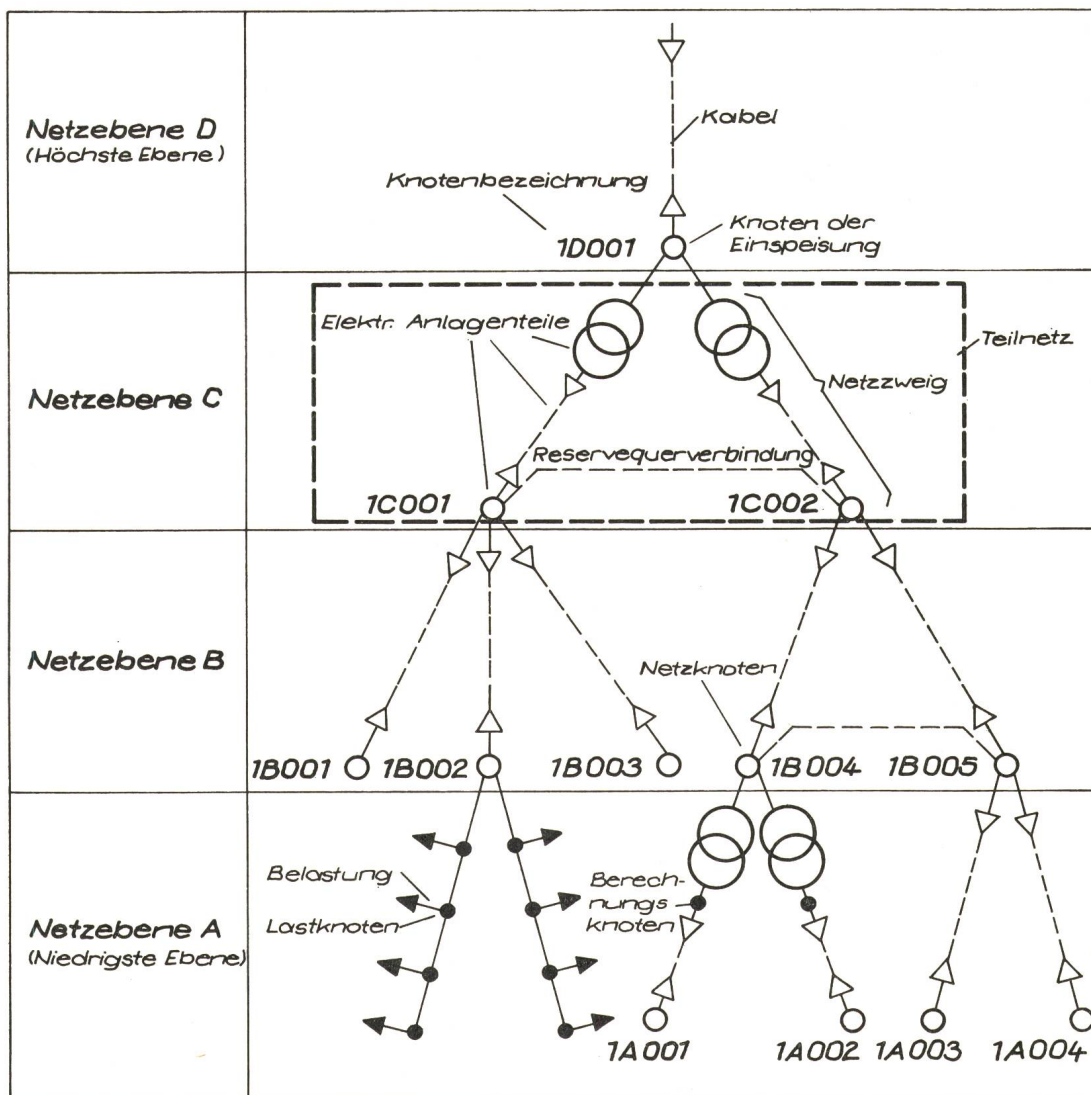 Netzebene D
(Höchste Ebene)
Kabel
Knotenbezeichnung
1D001
Knoten der
Einspeisung
Netzebene C
Elektr. Anlagenteile
Teilnetz
Netzzweig
Reservequerverbindung
1C001
1C002
Netzebene B
Netzknoten
1B001
1B002
1B003
1B004
1B005
Netzebene A
(Niedrigste Ebene)
Belastung
Lastknoten
Berech-
nungs
knoten
1A001
1A002
1A003
1A004